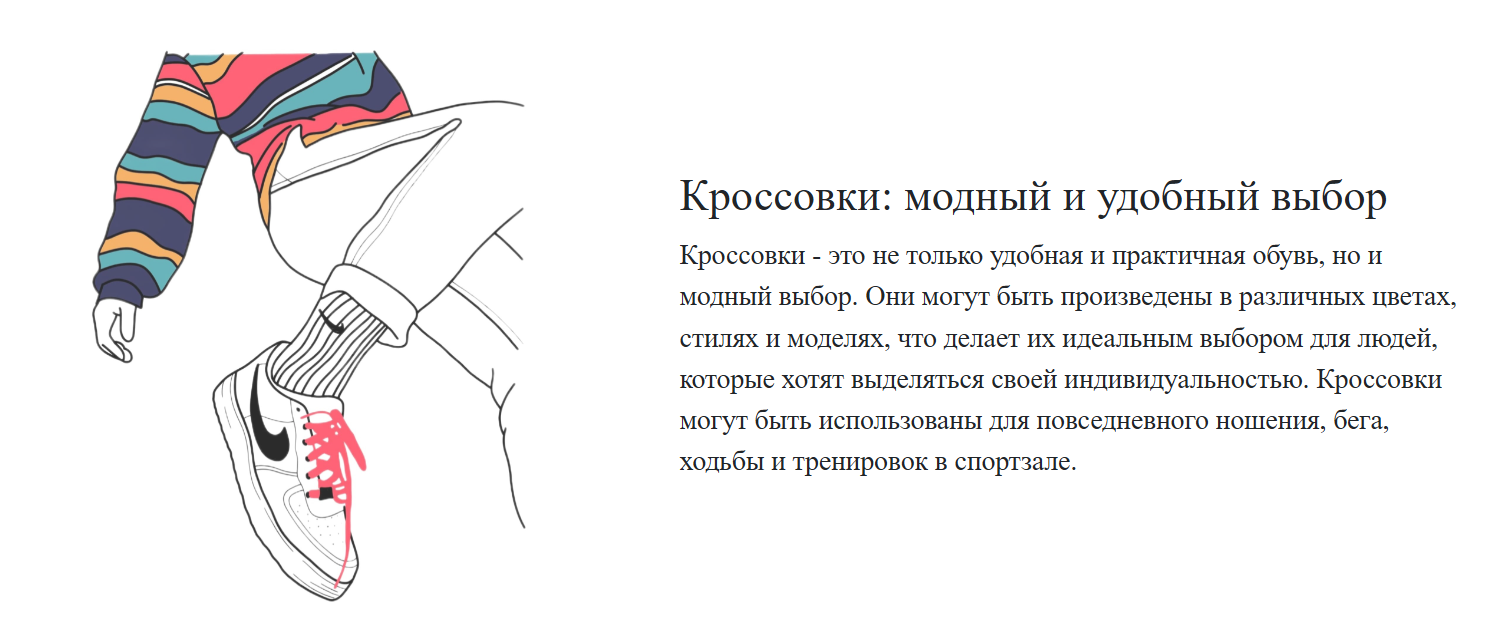 Кроссовки: модный и удобный выбор
Кроссовки - это не только удобная и практичная обувь, но и
модный выбор. Они могут быть произведены в различных цветах,
стилях и моделях, что делает их идеальным выбором для людей,
которые хотят выделяться своей индивидуальностью. Кроссовки
могут быть использованы для повседневного ношения, бега,
ходьбы и тренировок в спортзале.